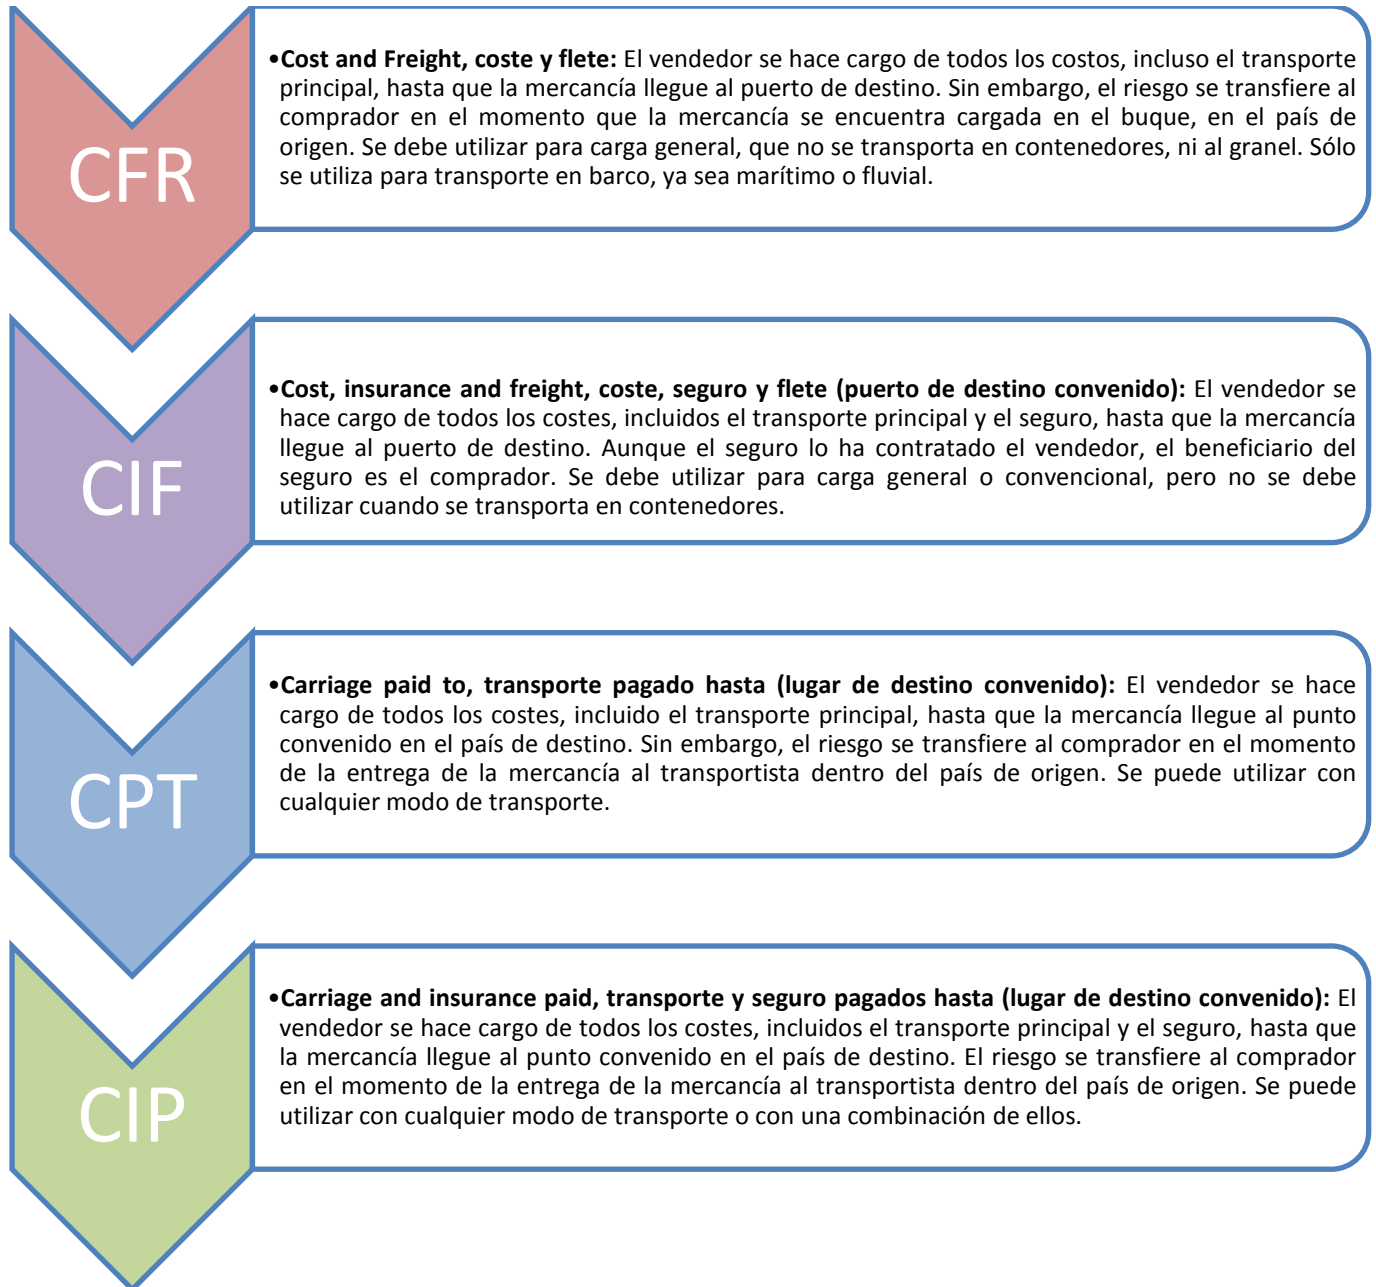 CFR
•Cost and Freight, coste y flete: El vendedor se hace cargo de todos los costos, incluso el transporte
principal, hasta que la mercancía llegue al puerto de destino. Sin embargo, el riesgo se transfiere al
comprador en el momento que la mercancía se encuentra cargada en el buque, en el país de
origen. Se debe utilizar para carga general, que no se transporta en contenedores, ni al granel. Sólo
se utiliza para transporte en barco, ya sea marítimo o fluvial.
CIF
•Cost, insurance and freight, coste, seguro y flete (puerto de destino convenido): El vendedor se
hace cargo de todos los costes, incluidos el transporte principal y el seguro, hasta que la mercancía
llegue al puerto de destino. Aunque el seguro lo ha contratado el vendedor, el beneficiario del
seguro es el comprador. Se debe utilizar para carga general o convencional, pero no se debe
utilizar cuando se transporta en contenedores.
CPT
•Carriage paid to, transporte pagado hasta (lugar de destino convenido): El vendedor se hace
cargo de todos los costes, incluido el transporte principal, hasta que la mercancía llegue al punto
convenido en el país de destino. Sin embargo, el riesgo se transfiere al comprador en el momento
de la entrega de la mercancía al transportista dentro del país de origen. Se puede utilizar con
cualquier modo de transporte.
CIP
•Carriage and insurance paid, transporte y seguro pagados hasta (lugar de destino convenido): El
vendedor se hace cargo de todos los costes, incluidos el transporte principal y el seguro, hasta que
la mercancía llegue al punto convenido en el país de destino. El riesgo se transfiere al comprador
en el momento de la entrega de la mercancía al transportista dentro del país de origen. Se puede
utilizar con cualquier modo de transporte o con una combinación de ellos.